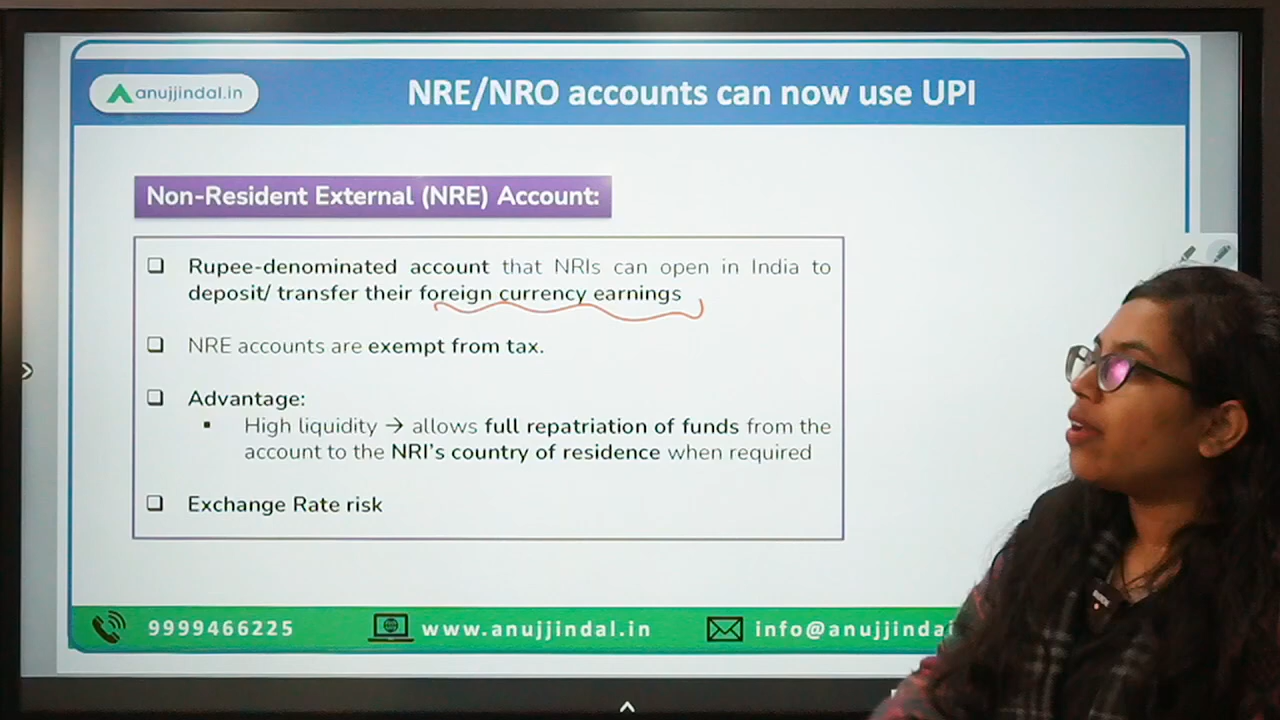 anujjindal.in
NRE/NRO accounts can now use UPI
Non-Resident External (NRE) Account:
❑ Rupee-denominated account that NRIs can open in India to
deposit/ transfer their foreign currency earnings
❑ NRE accounts are exempt from tax.
❑ Advantage:
▪ High liquidity → allows full repatriation of funds from the
account to the NRI's country of residence when required
❑ Exchange Rate risk
9999466225
www.anujjindal.in